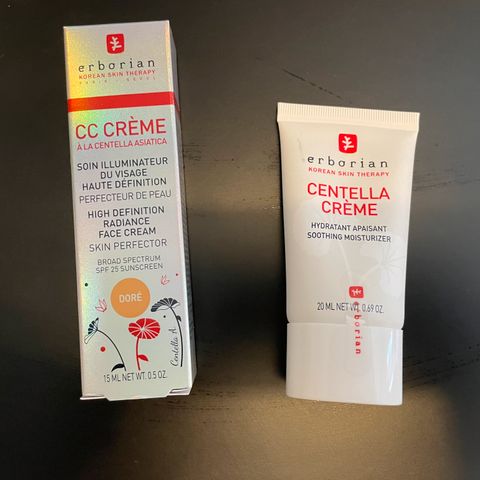 erborian
KOREAN SKIN THERAPY
PARIS - SEOUL
CC CRÈME
À LA CENTELLA ASIATICA
SOIN ILLUMINATEUR
DU VISAGE
HAUTE DÉFINITION
PERFECTEUR DE PEAU
HIGH DEFINITION
RADIANCE
FACE CREAM
SKIN PERFECTOR
BROAD SPECTRUM
SPF 25 SUNSCREEN
DORÉ
Centella A.
15 ML NET WT. 0.5 OZ.
erborian
KOREAN SKIN THERAPY
CENTELLA
CRÈME
HYDRATANT APAISANT
SOOTHING MOISTURIZER
20 ML NET WT. 0.69 OZ.
erborian